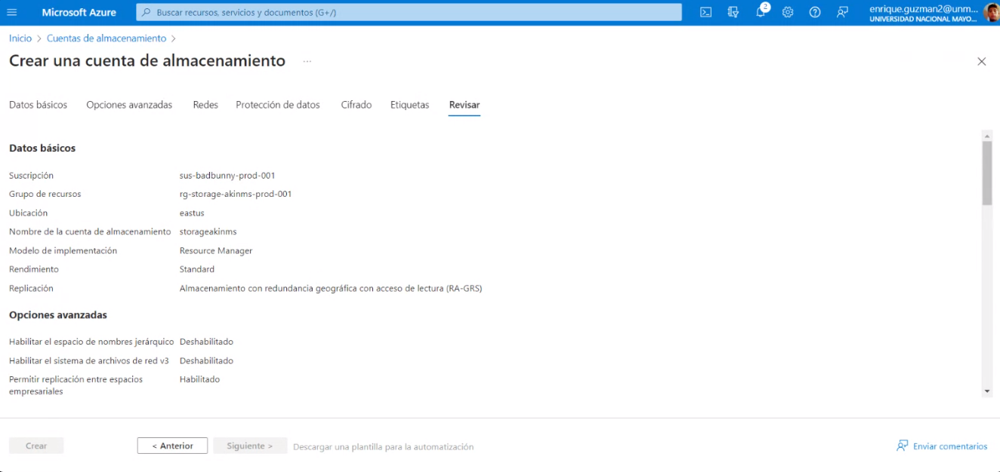 Microsoft Azure
Buscar recursos, servicios y documentos (G+/)
2
enrique.guzman2@unm...
UNIVERSIDAD NACIONAL MAYO...
Inicio > Cuentas de almacenamiento >
Crear una cuenta de almacenamiento ...
Datos básicos Opciones avanzadas Redes Protección de datos Cifrado Etiquetas Revisar
Datos básicos
Suscripción sus-badbunny-prod-001
Grupo de recursos rg-storage-akinms-prod-001
Ubicación eastus
Nombre de la cuenta de almacenamiento storageakinms
Modelo de implementación Resource Manager
Rendimiento Standard
Replicación Almacenamiento con redundancia geográfica con acceso de lectura (RA-GRS)
Opciones avanzadas
Habilitar el espacio de nombres jerárquico Deshabilitado
Habilitar el sistema de archivos de red v3 Deshabilitado
Permitir replicación entre espacios Habilitado
empresariales
Crear < Anterior Siguiente > Descargar una plantilla para la automatización Enviar comentarios